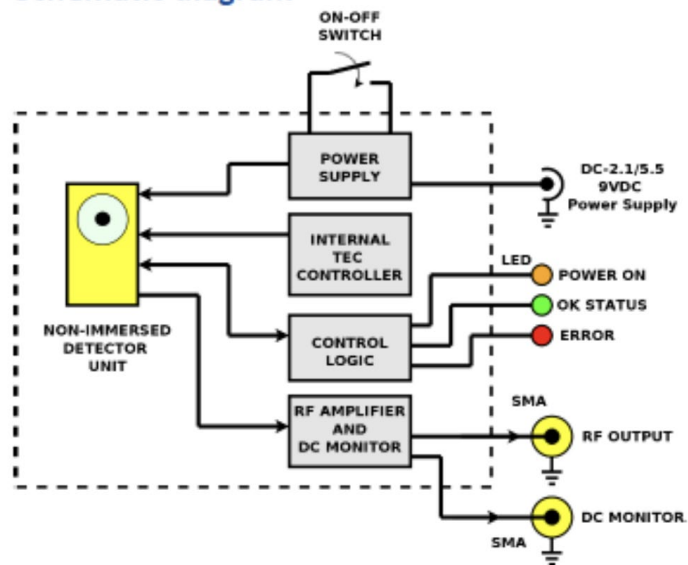 ON-OFF
SWITCH
POWER
SUPPLY
DC-2.1/5.5
9VDC
Power Supply
INTERNAL
TEC
CONTROLLER
LED
POWER ON
OK STATUS
ERROR
NON-IMMERSED
DETECTOR
UNIT
CONTROL
LOGIC
RF AMPLIFIER
AND
DC MONITOR
SMA
RF OUTPUT
DC MONITOR
SMA